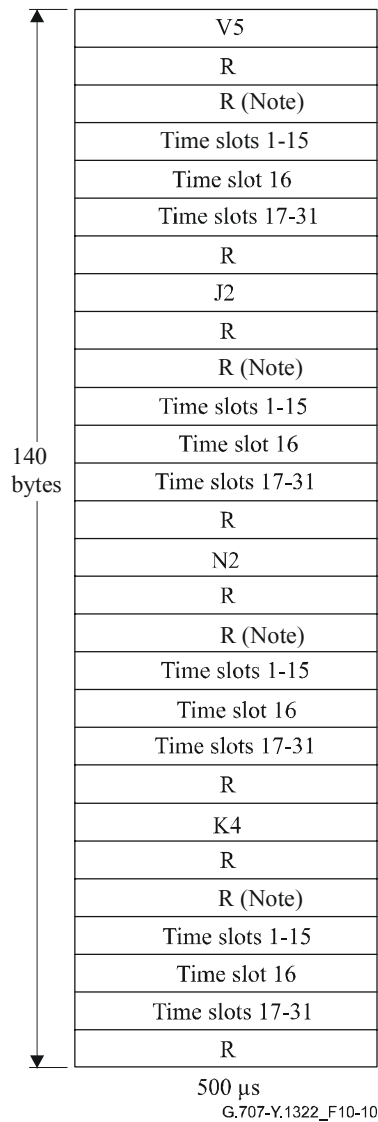 V5
R
R (Note)
Time slots 1-15
Time slot 16
Time slots 17-31
R
J2
R
R (Note)
Time slots 1-15
Time slot 16
Time slots 17-31
R
N2
R
R (Note)
Time slots 1-15
Time slot 16
Time slots 17-31
R
K4
R
R (Note)
Time slots 1-15
Time slot 16
Time slots 17-31
R
140
bytes
500 µs
G.707-Y.1322_F10-10